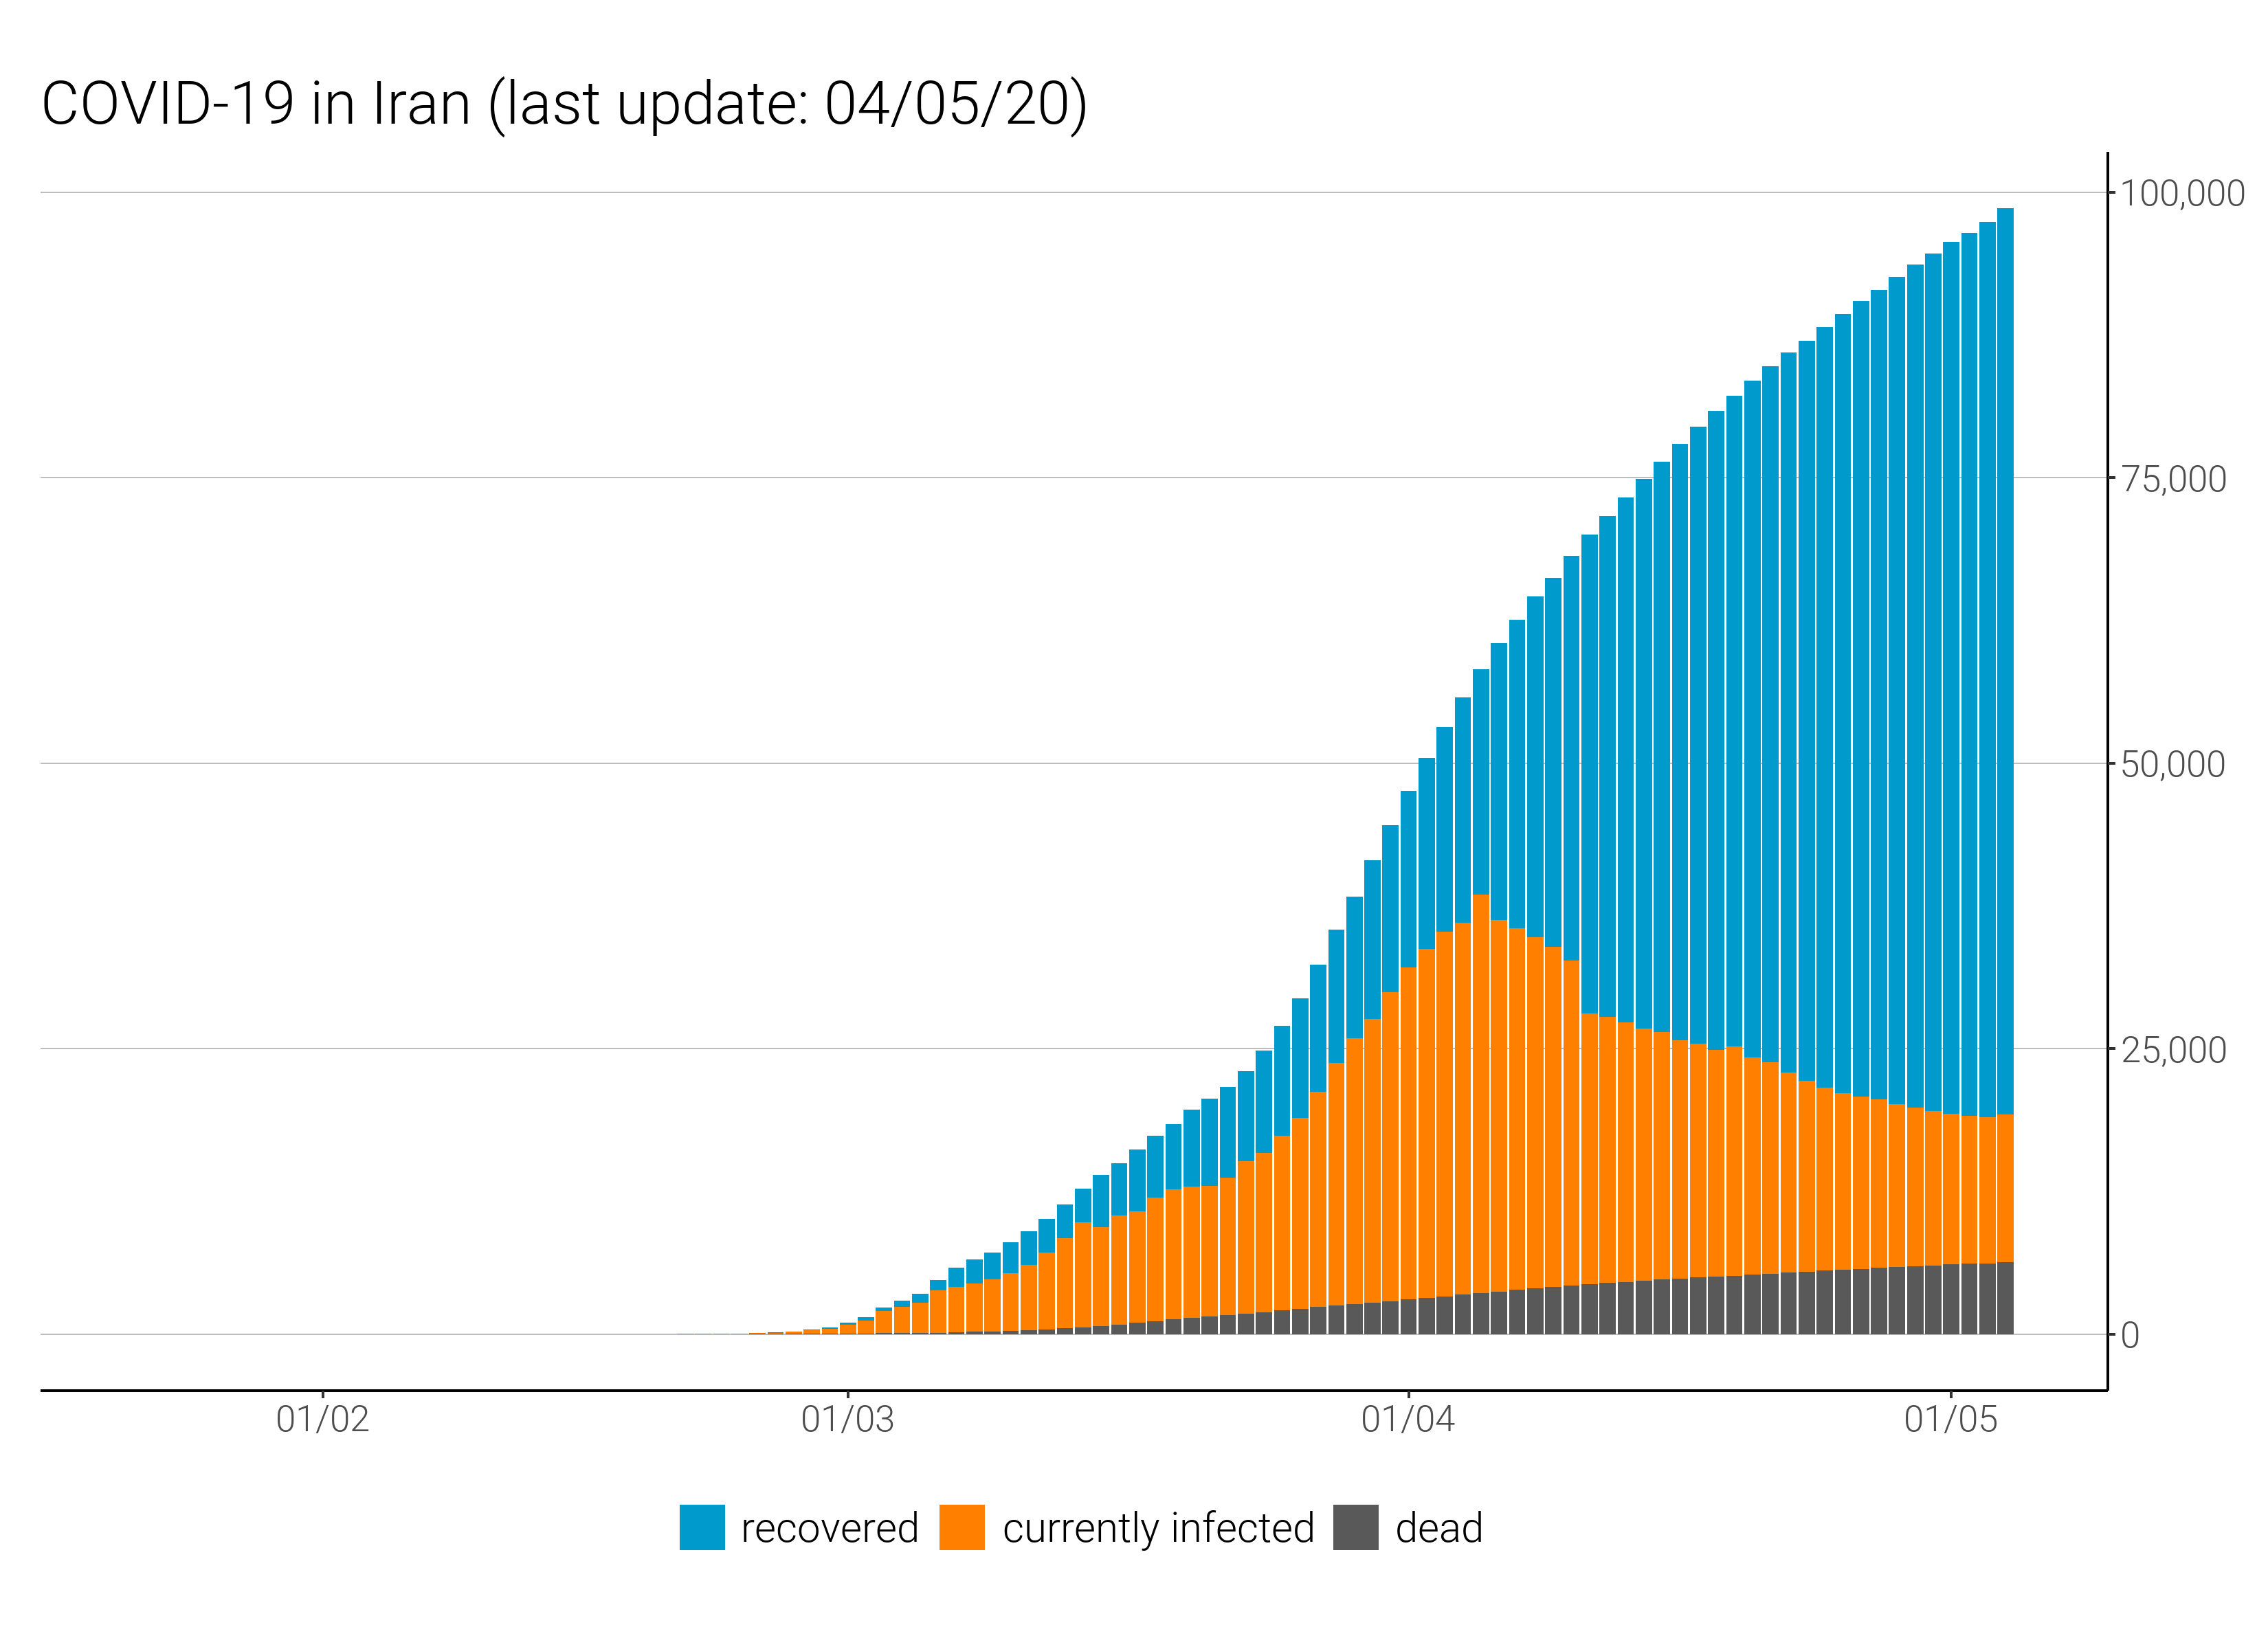 COVID-19 in Iran (last update: 04/05/20)
100,000
75,000
50,000
25,000
0
01/02 01/03 01/04 01/05
recovered currently infected dead